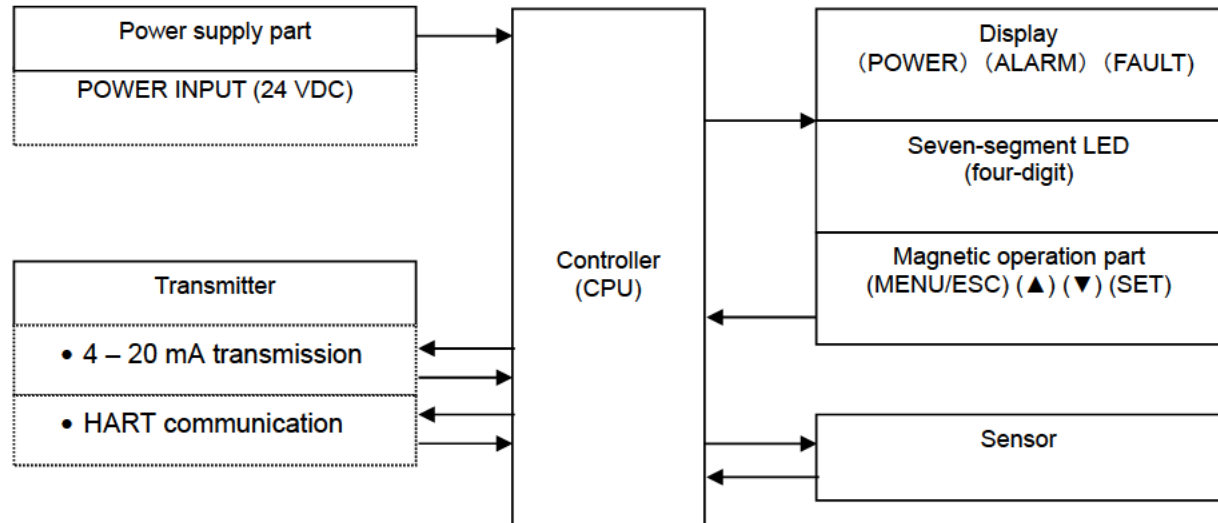 Power supply part
POWER INPUT (24 VDC)
Transmitter
• 4 – 20 mA transmission
• HART communication
Controller
(CPU)
Display
（POWER）（ALARM）（FAULT）
Seven-segment LED
(four-digit)
Magnetic operation part
(MENU/ESC) (▲) (▼) (SET)
Sensor